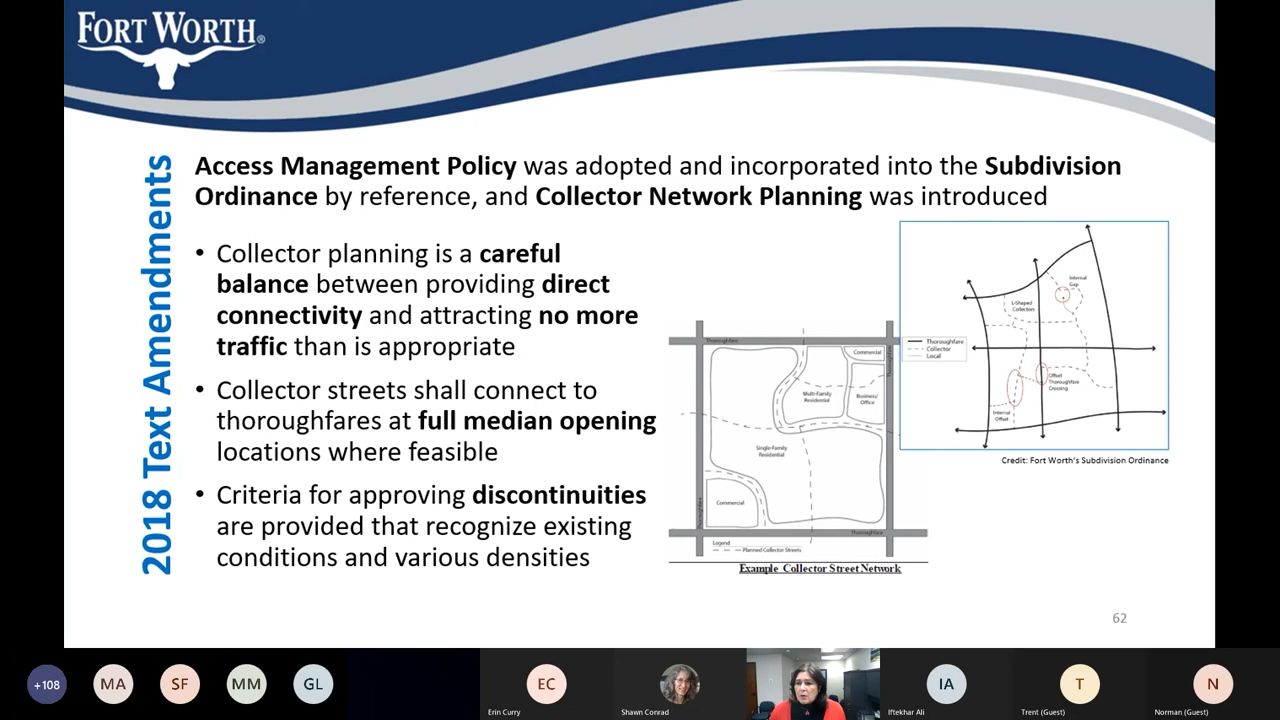 FORT WORTH®
2018 Text Amendments
Access Management Policy was adopted and incorporated into the Subdivision
Ordinance by reference, and Collector Network Planning was introduced
• Collector planning is a careful
balance between providing direct
connectivity and attracting no more
traffic than is appropriate
• Collector streets shall connect to
thoroughfares at full median opening
locations where feasible
• Criteria for approving discontinuities
are provided that recognize existing
conditions and various densities
Thoroughfare
Thoroughfare
Commercial
Multi-Family
Residential
Business/
Office
Single-Family
Residential
Commercial
Thoroughfare
Thoroughfare
Legend
Planned Collector Streets
Example Collector Street Network
Thoroughfare
Collector
Local
Internal
Gap
L-Shaped
Collectors
Offset
Thoroughfare
Crossing
Internal
Offset
Credit: Fort Worth's Subdivision Ordinance
62
+108
MA
SF
MM
GL
EC
Erin Curry
Shawn Conrad
IA
Iftekhar Ali
T
Trent (Guest)
N
Norman (Guest)